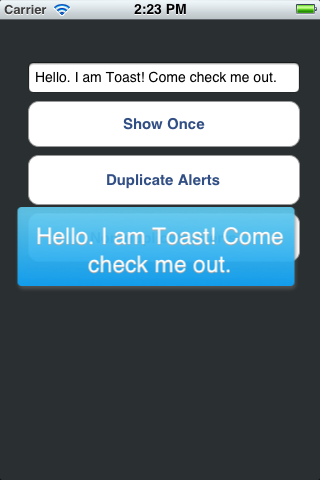 Carrier 2:23 PM
Hello. I am Toast! Come check me out.
Show Once
Duplicate Alerts
Hello. I am Toast! Come
check me out.